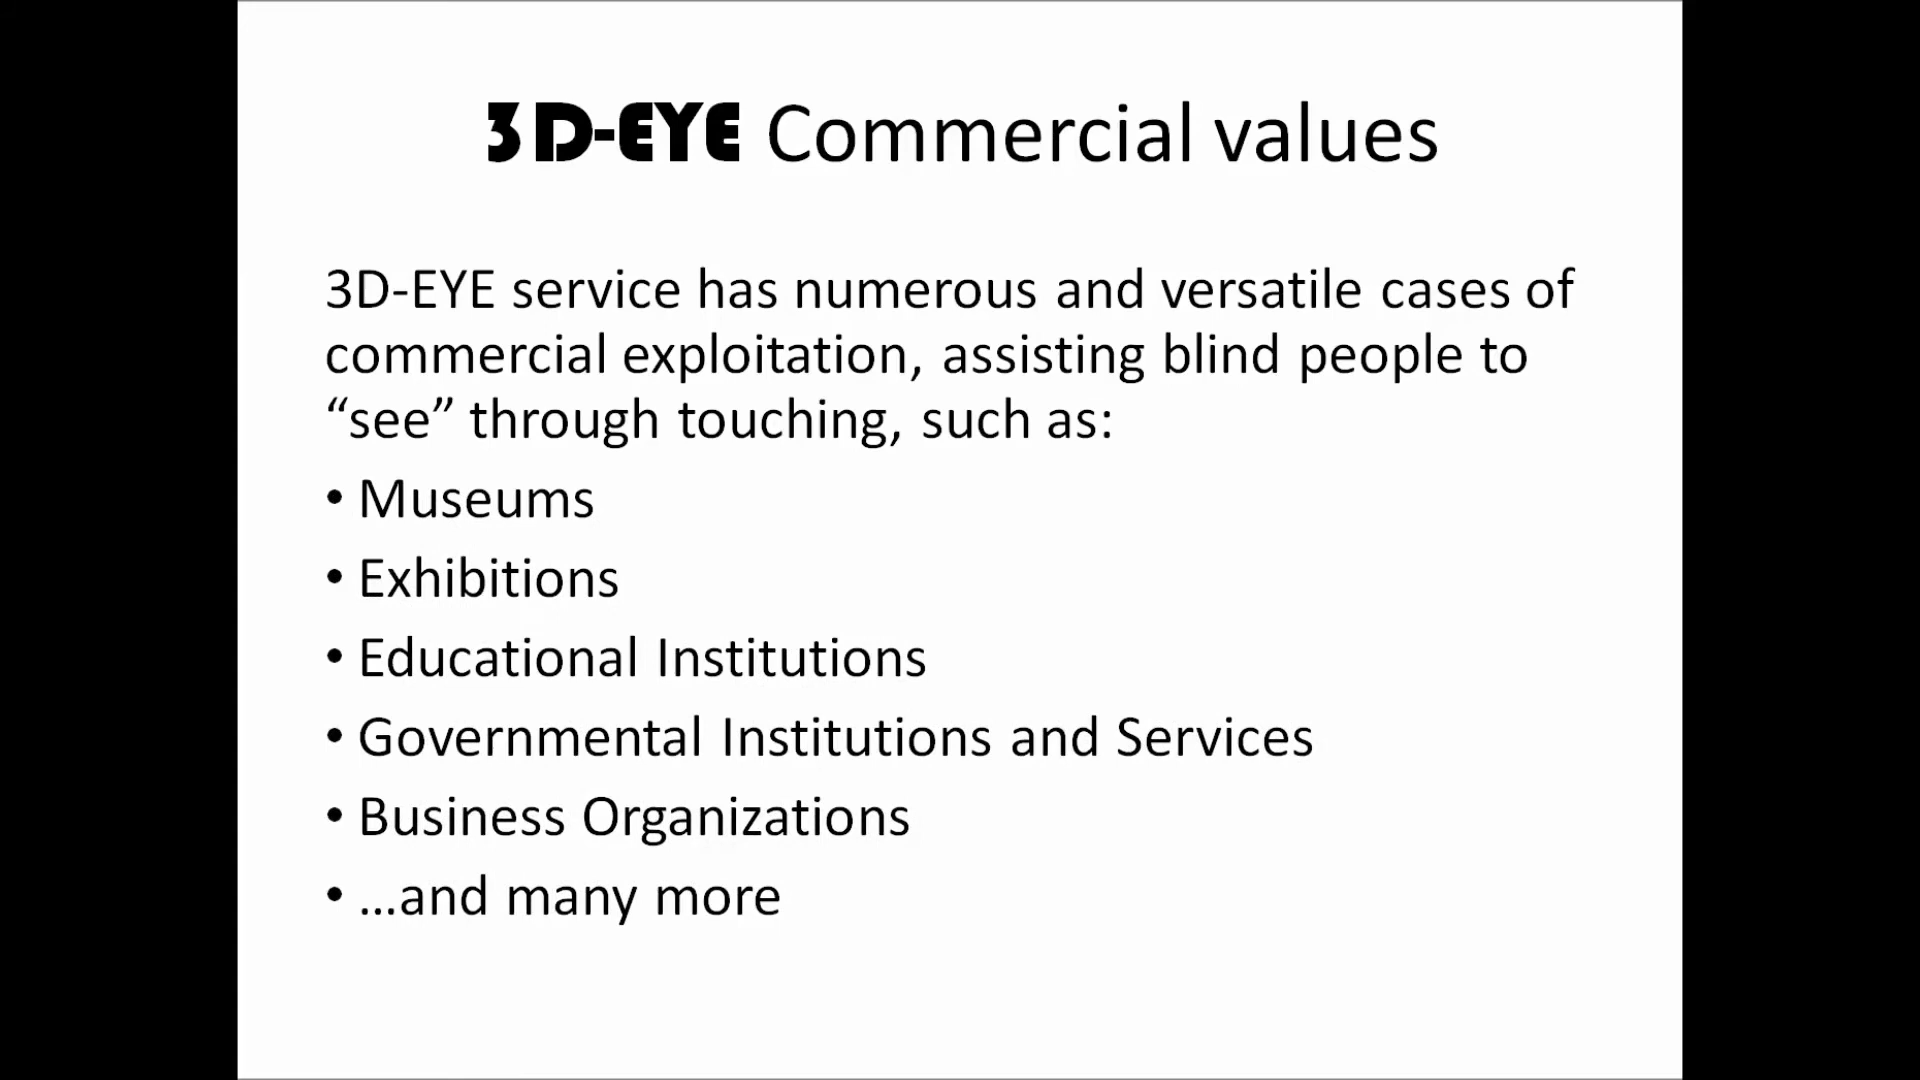 3D-EYE Commercial values
3D-EYE service has numerous and versatile cases of
commercial exploitation, assisting blind people to
“see” through touching, such as:
• Museums
• Exhibitions
• Educational Institutions
• Governmental Institutions and Services
• Business Organizations
• …and many more